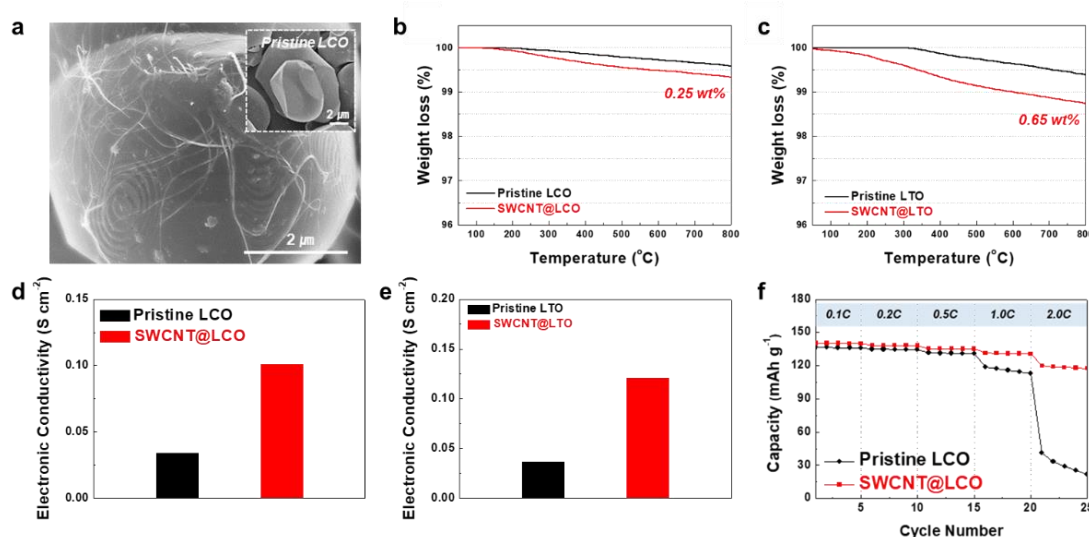 a
Pristine LCO
2 ㎛
2 ㎛
b
Weight loss (%)
100
99
98
97
96
0.25 wt%
Pristine LCO
SWCNT@LCO
100 200 300 400 500 600 700 800
Temperature (°C)
c
Weight loss (%)
100
99
98
97
96
0.65 wt%
Pristine LTO
SWCNT@LTO
100 200 300 400 500 600 700 800
Temperature (°C)
d
Electronic Conductivity (S cm⁻²)
0.15
0.10
0.05
0.00
Pristine LCO
SWCNT@LCO
e
Electronic Conductivity (S cm⁻²)
0.20
0.15
0.10
0.05
0.00
Pristine LTO
SWCNT@LTO
f
Capacity (mAh g⁻¹)
180
150
120
90
60
30
0
0.1C 0.2C 0.5C 1.0C 2.0C
Pristine LCO
SWCNT@LCO
5 10 15 20 25
Cycle Number